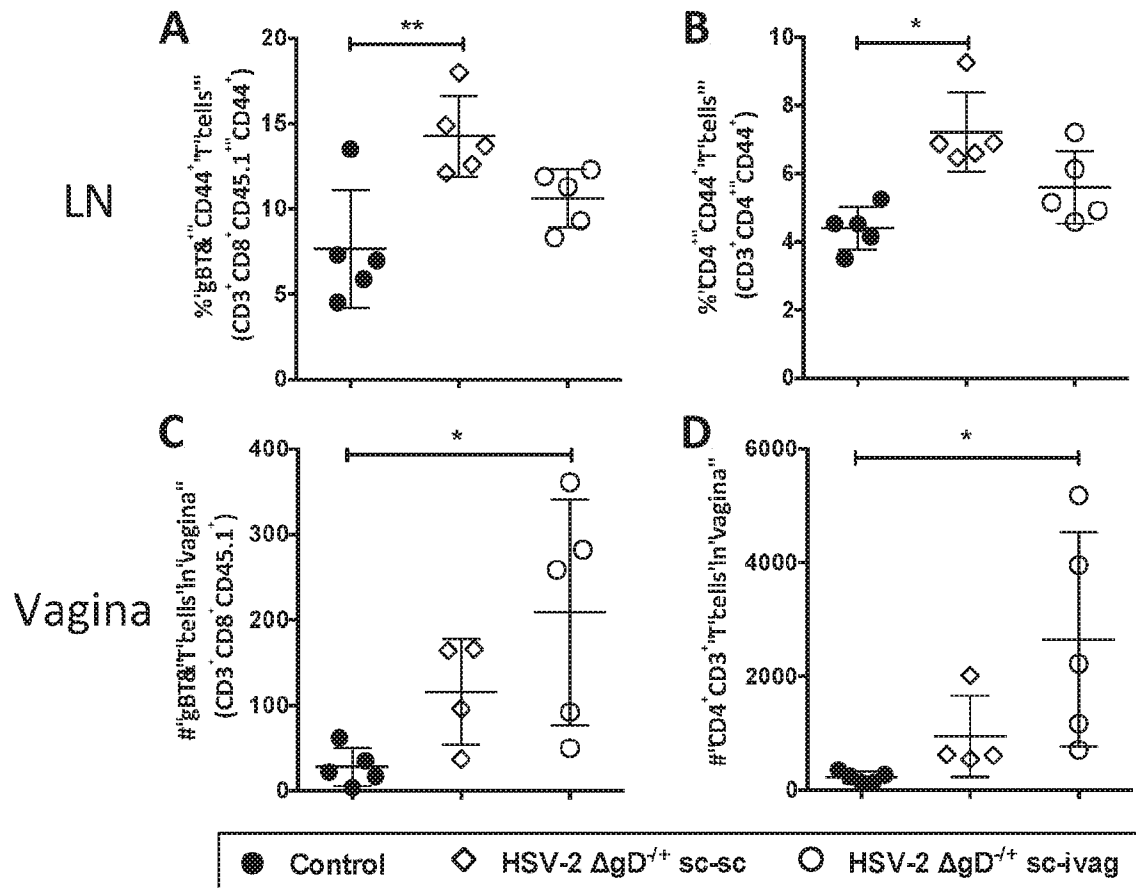 A
B
LN
%"gBT&+"CD44+"T"cells"" (CD3+CD8+CD45.1+"CD44+)
20
15
10
5
0
**
%"CD4+"CD44+"T"cells"" (CD3+CD4+"CD44+)
10
8
6
4
2
0
*
C
D
Vagina
#"gBT&"T"cells"in"vagina" (CD3+CD8+CD45.1+)
400
300
200
100
0
*
#"CD4+CD3+"T"cells"in"vagina"
6000
4000
2000
0
*
Control
HSV-2 ΔgD-/+ sc-sc
HSV-2 ΔgD-/+ sc-ivag